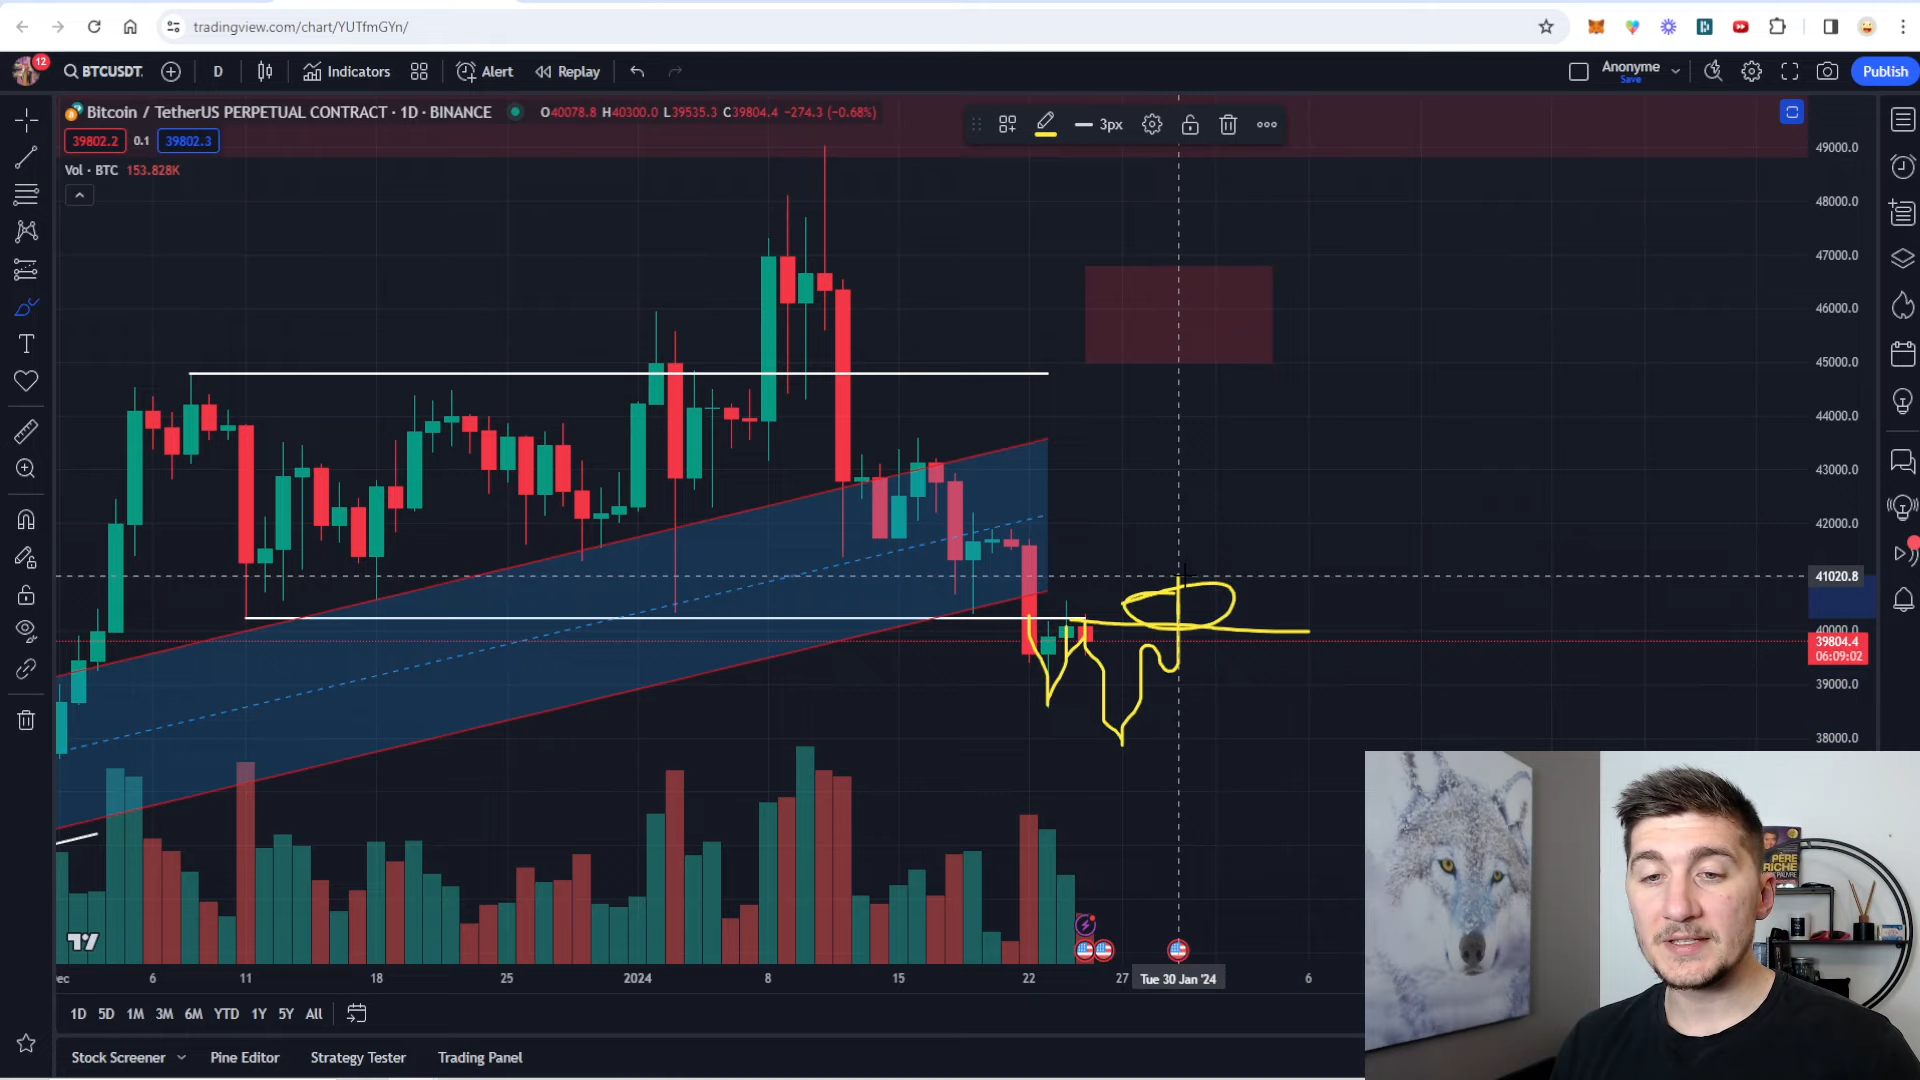 tradingview.com/chart/YUTfmGYn/
12
BTCUSDT.
D
Indicators
Alert
Replay
Anonyme
Save
Publish
Bitcoin / TetherUS PERPETUAL CONTRACT · 1D · BINANCE
O40078.8 H40300.0 L39535.3 C39804.4 -274.3 (-0.68%)
3px
39802.2
0.1
39802.3
Vol · BTC 153.828K
49000.0
48000.0
47000.0
46000.0
45000.0
44000.0
43000.0
42000.0
41020.8
40000.0
39804.4
06:09:02
39000.0
38000.0
PÈRE
RICHE
ec
6
11
18
25
2024
8
15
22
27
Tue 30 Jan '24
6
1D
5D
1M
3M
6M
YTD
1Y
5Y
All
Stock Screener
Pine Editor
Strategy Tester
Trading Panel